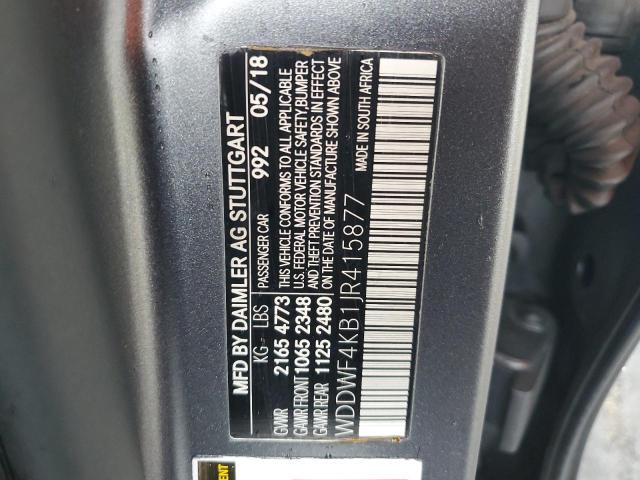 MFD BY DAIMLER AG STUTTGART
KG LBS PASSENGER CAR 992 05/18
GVWR 2165 4773 THIS VEHICLE CONFORMS TO ALL APPLICABLE
GAWR FRONT 1065 2348 U.S. FEDERAL MOTOR VEHICLE SAFETY, BUMPER
GAWR REAR 1125 2480 AND THEFT PREVENTION STANDARDS IN EFFECT
ON THE DATE OF MANUFACTURE SHOWN ABOVE
WDDWF4KB1JR415877
MADE IN SOUTH AFRICA